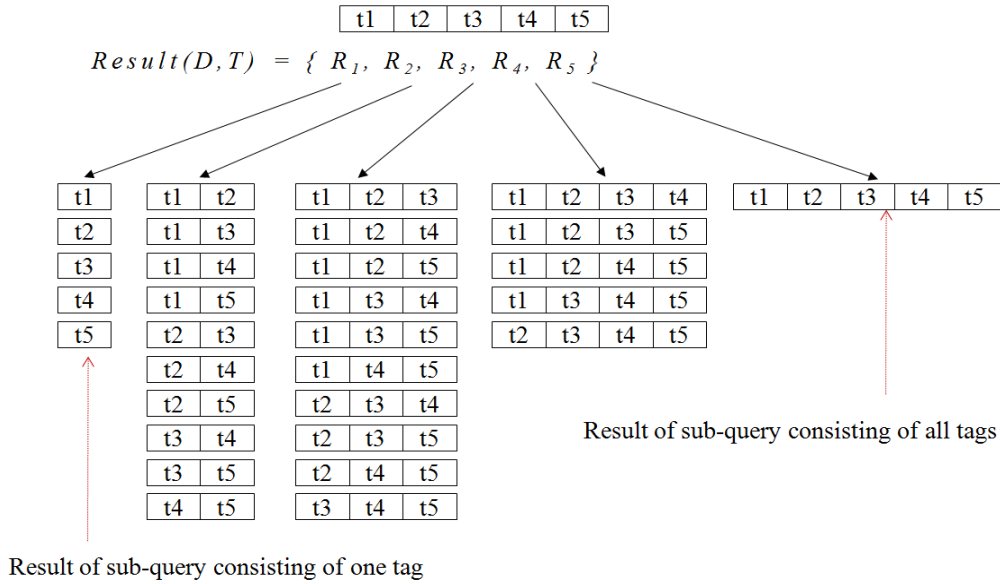 t1 t2 t3 t4 t5
Result(D,T) = { R1, R2, R3, R4, R5 }
t1
t2
t3
t4
t5
t1 t2
t1 t3
t1 t4
t1 t5
t2 t3
t2 t4
t2 t5
t3 t4
t3 t5
t4 t5
t1 t2 t3
t1 t2 t4
t1 t2 t5
t1 t3 t4
t1 t3 t5
t1 t4 t5
t2 t3 t4
t2 t3 t5
t2 t4 t5
t3 t4 t5
t1 t2 t3 t4
t1 t2 t3 t5
t1 t2 t4 t5
t1 t3 t4 t5
t2 t3 t4 t5
t1 t2 t3 t4 t5
Result of sub-query consisting of all tags
Result of sub-query consisting of one tag